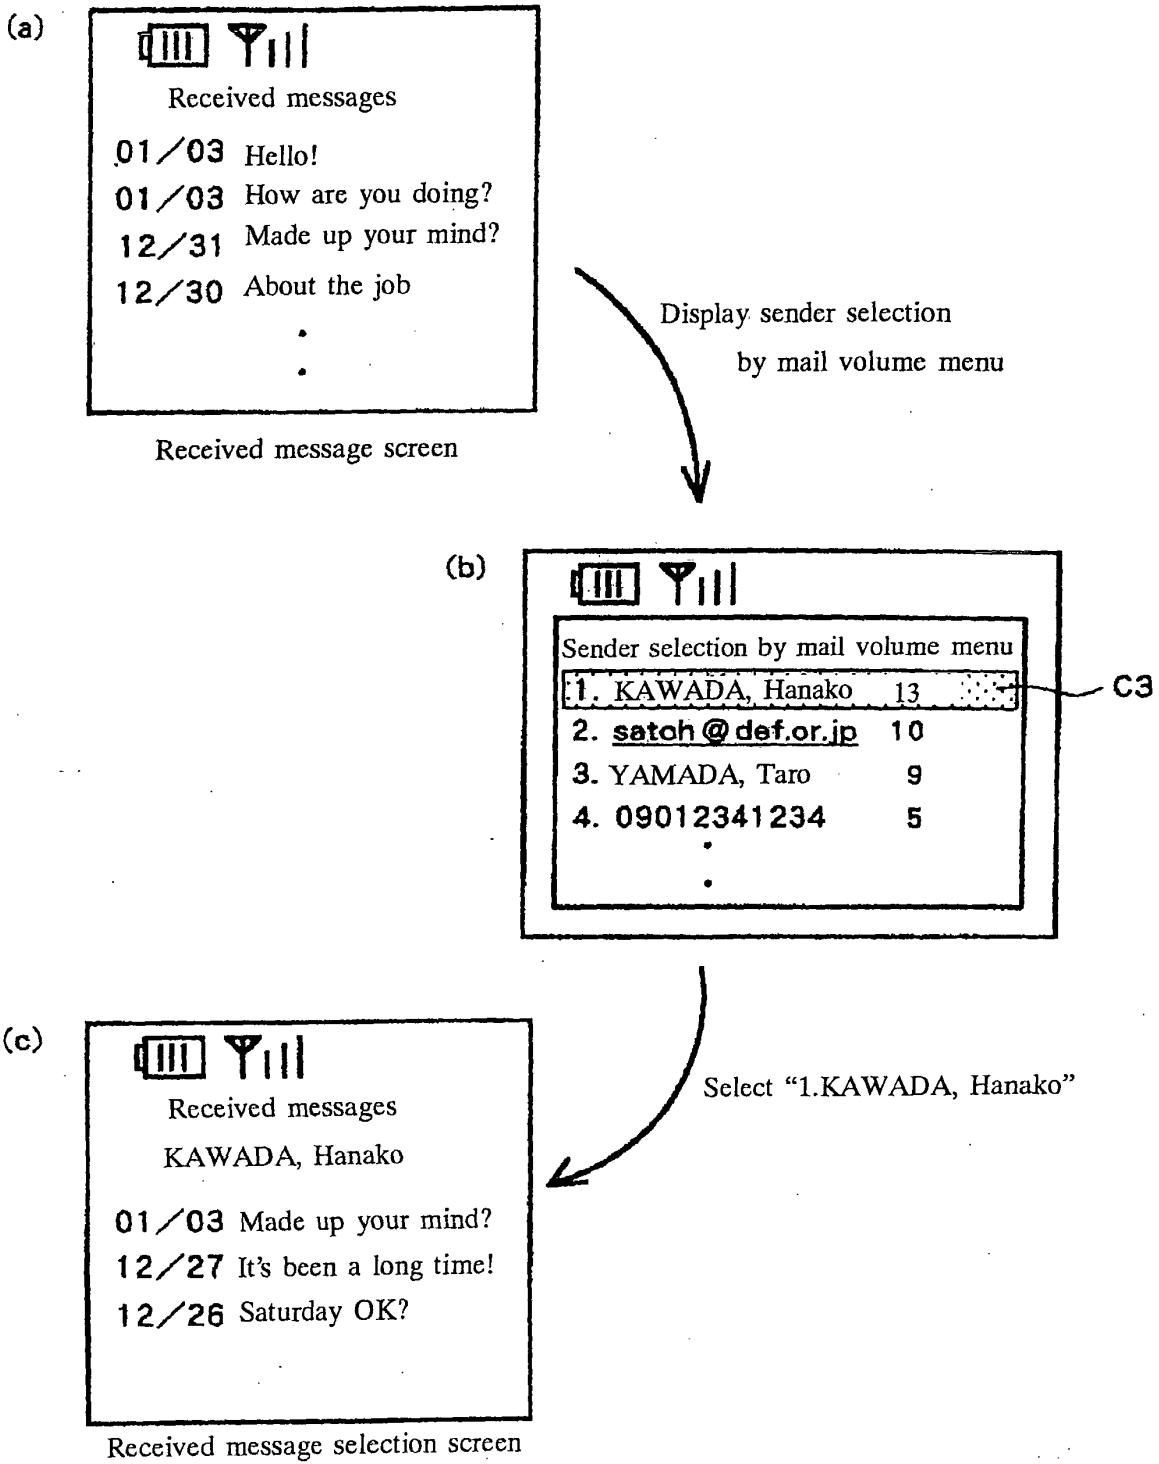 (a)
Received messages
01/03 Hello!
01/03 How are you doing?
12/31 Made up your mind?
12/30 About the job
Received message screen
Display sender selection
by mail volume menu
(b)
Sender selection by mail volume menu
1. KAWADA, Hanako 13
C3
2. satoh@def.or.jp 10
3. YAMADA, Taro 9
4. 09012341234 5
Select “1.KAWADA, Hanako”
(c)
Received messages
KAWADA, Hanako
01/03 Made up your mind?
12/27 It's been a long time!
12/26 Saturday OK?
Received message selection screen